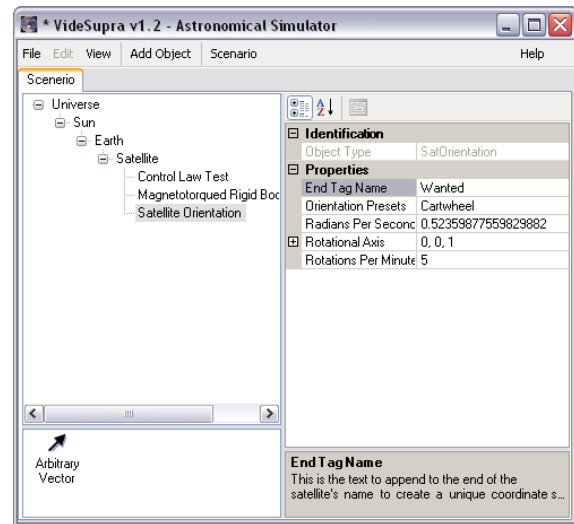 * VideSupra v1.2 - Astronomical Simulator
File Edit View Add Object Scenario Help
Scenerio
Universe
Sun
Earth
Satellite
Control Law Test
Magnetotorqued Rigid Boc
Satellite Orientation
Identification
Object Type SatOrientation
Properties
End Tag Name Wanted
Orientation Presets Cartwheel
Radians Per Seconc 0.52359877559829882
Rotational Axis 0, 0, 1
Rotations Per Minute 5
Arbitrary
Vector
End Tag Name
This is the text to append to the end of the
satellite's name to create a unique coordinate s...